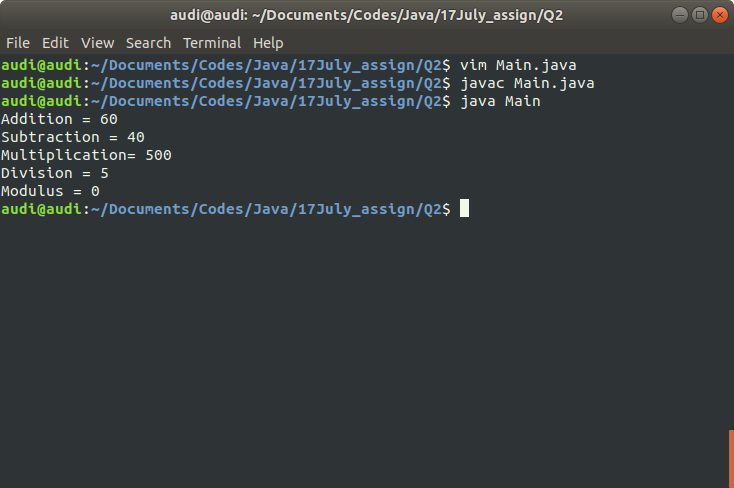 audi@audi: ~/Documents/Codes/Java/17July_assign/Q2
File Edit View Search Terminal Help
audi@audi:~/Documents/Codes/Java/17July_assign/Q2$ vim Main.java
audi@audi:~/Documents/Codes/Java/17July_assign/Q2$ javac Main.java
audi@audi:~/Documents/Codes/Java/17July_assign/Q2$ java Main
Addition = 60
Subtraction = 40
Multiplication= 500
Division = 5
Modulus = 0
audi@audi:~/Documents/Codes/Java/17July_assign/Q2$